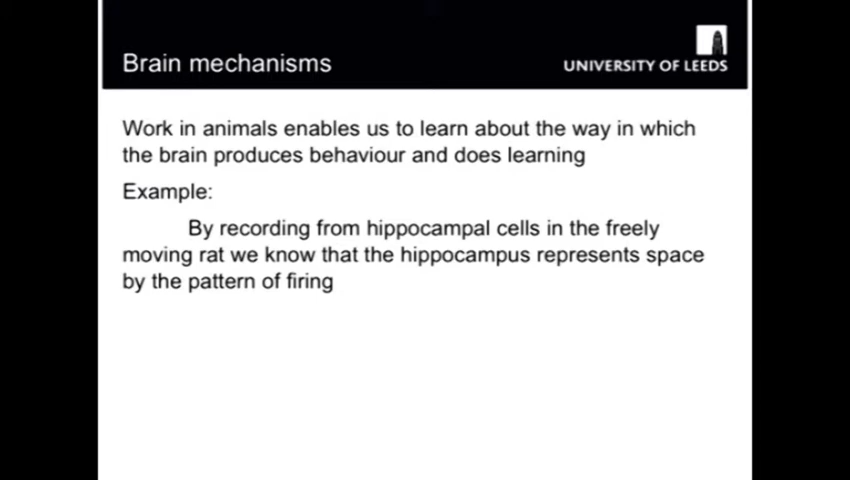 Brain mechanisms
UNIVERSITY OF LEEDS
Work in animals enables us to learn about the way in which
the brain produces behaviour and does learning
Example:
By recording from hippocampal cells in the freely
moving rat we know that the hippocampus represents space
by the pattern of firing